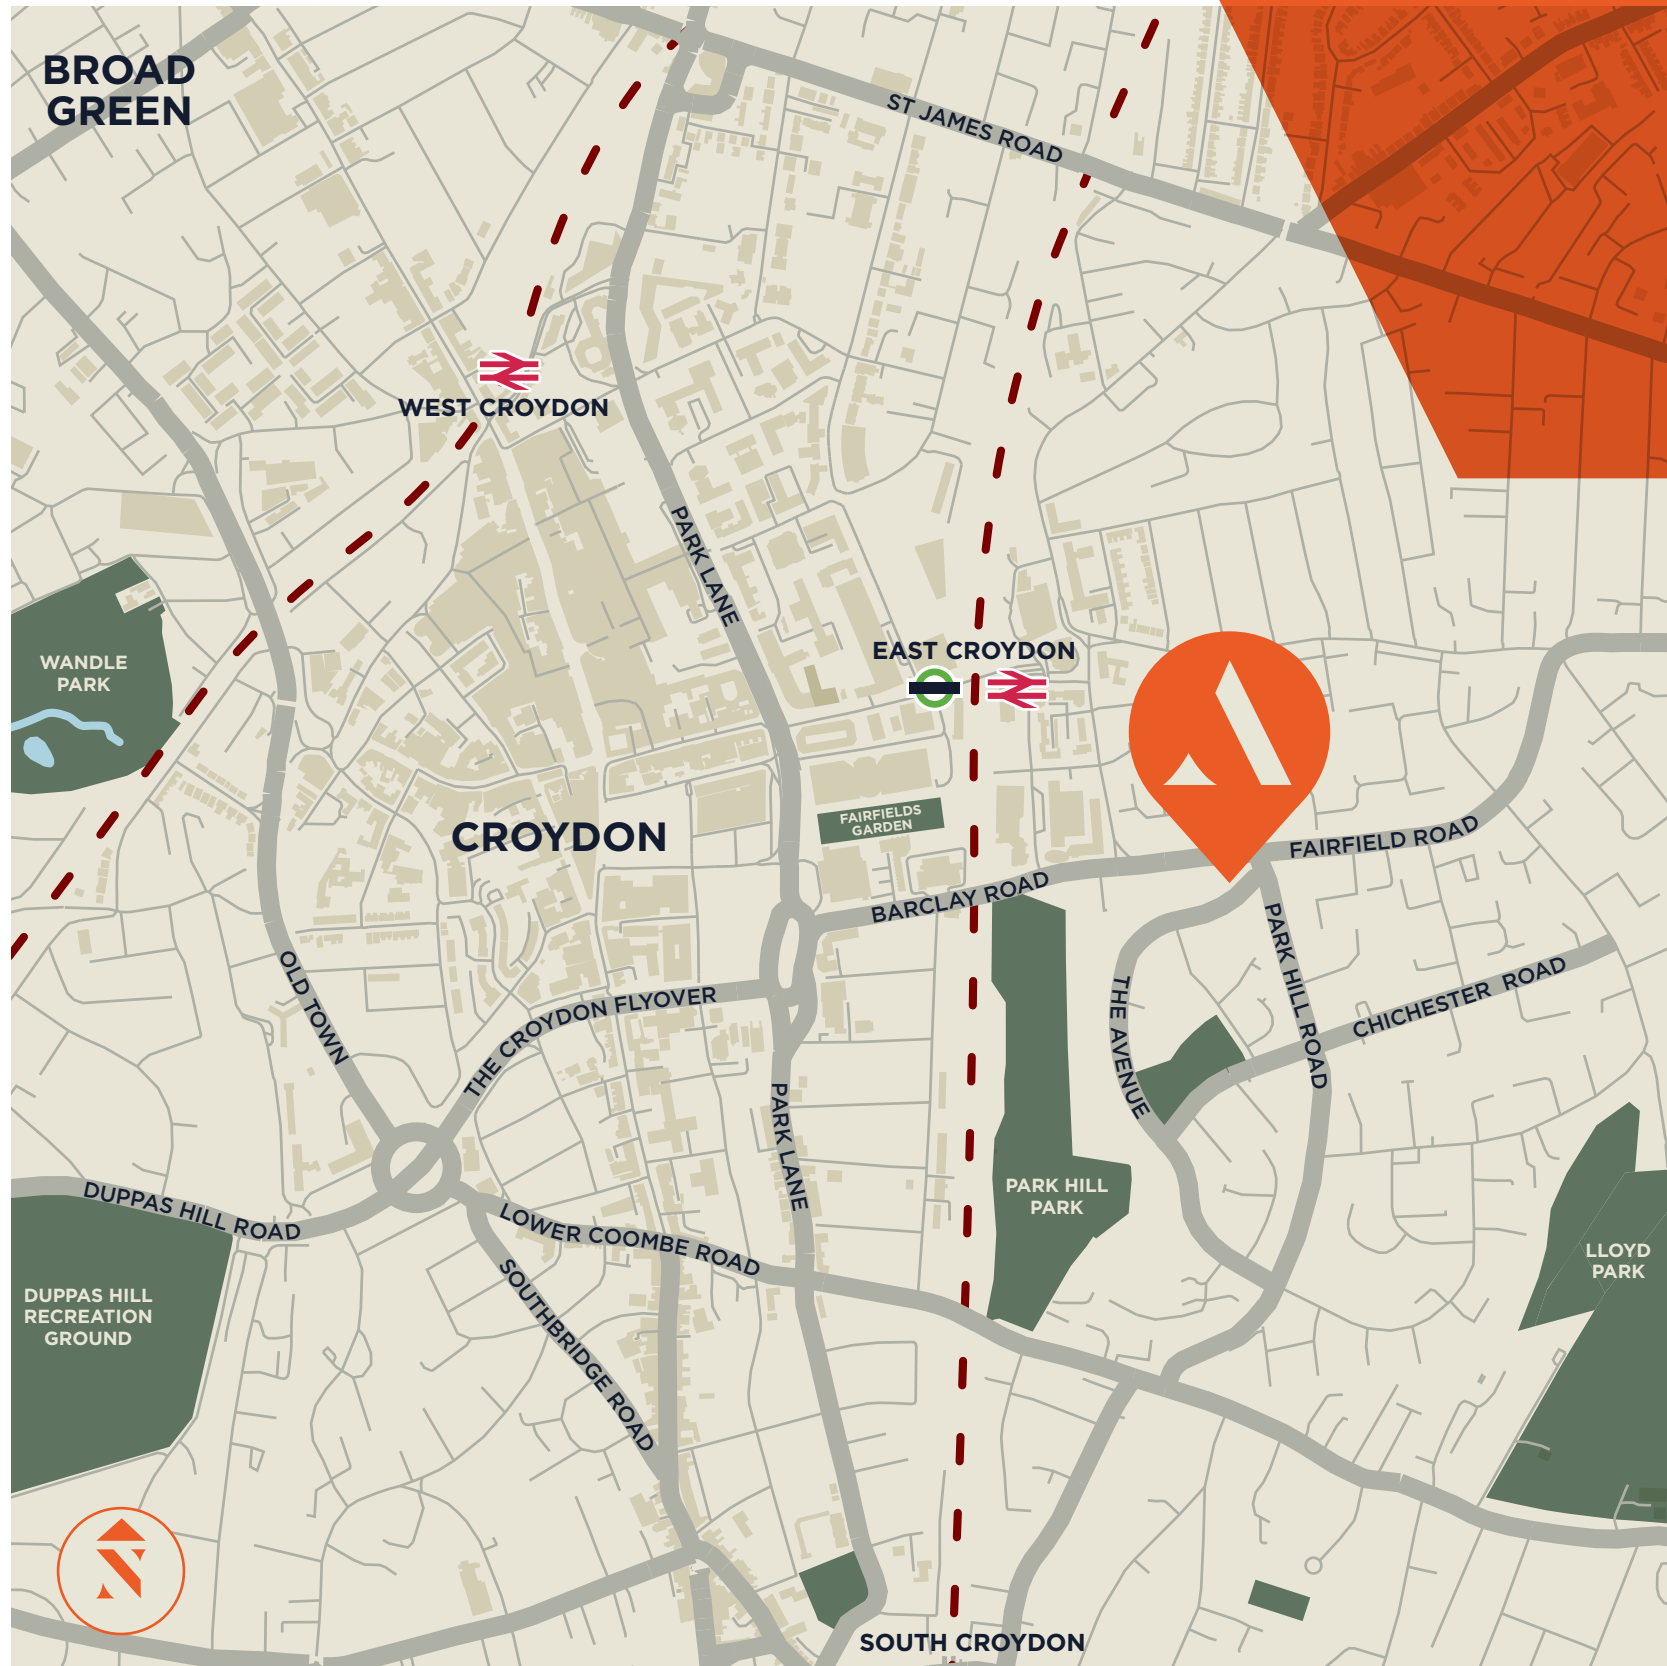 BROAD
GREEN
ST JAMES ROAD
WEST CROYDON
PARK LANE
EAST CROYDON
WANDLE
PARK
FAIRFIELDS
GARDEN
CROYDON
FAIRFIELD ROAD
BARCLAY ROAD
PARK HILL ROAD
OLD TOWN
THE CROYDON FLYOVER
THE AVENUE
CHICHESTER ROAD
PARK LANE
DUPPAS HILL ROAD
PARK HILL
PARK
LOWER COOMBE ROAD
LLOYD
PARK
SOUTHBRIDGE ROAD
DUPPAS HILL
RECREATION
GROUND
N
SOUTH CROYDON